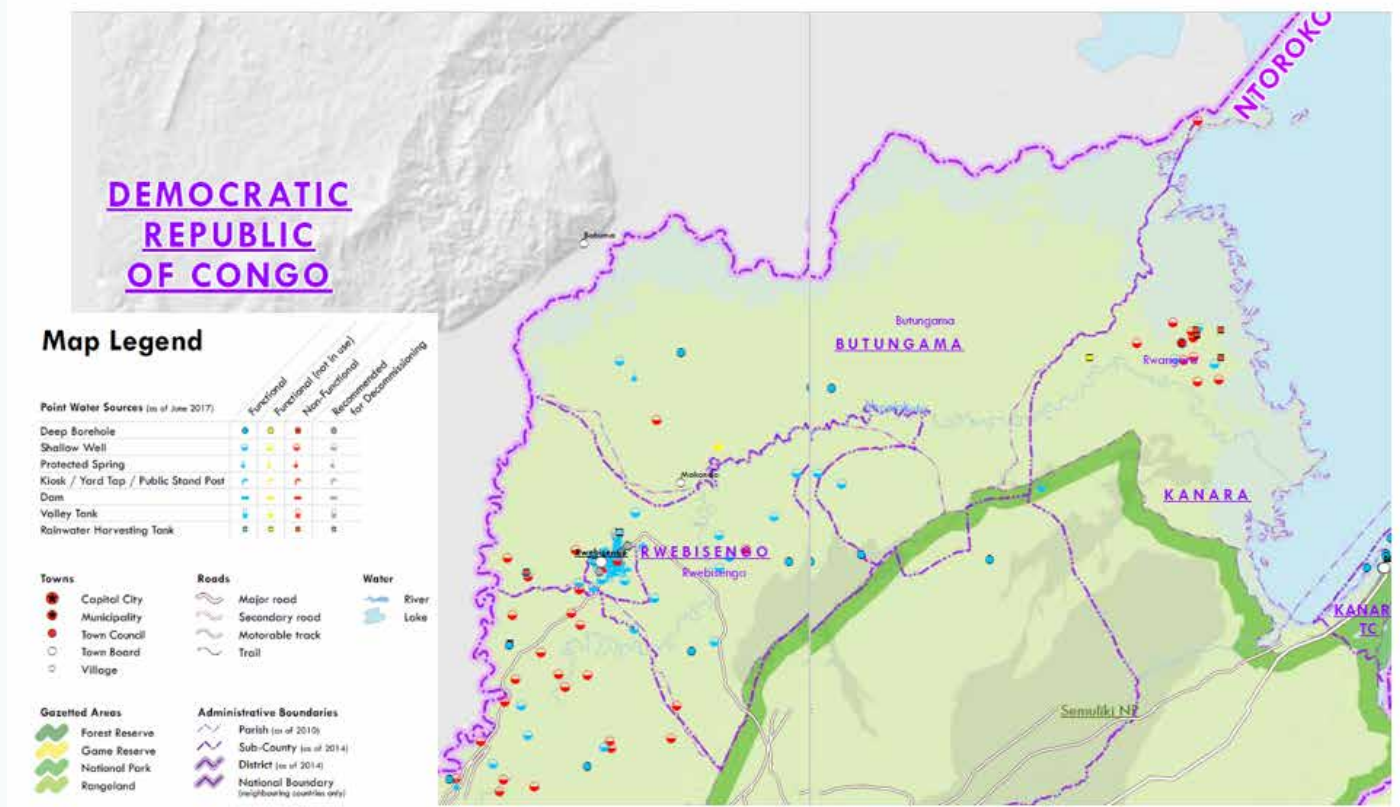 NTOROKO
DEMOCRATIC
REPUBLIC
OF CONGO
Map Legend
Functional
Functional (not in use)
Non-Functional
Recommended
for Decommissioning
Point Water Sources (as of June 2017)
Deep Borehole
Shallow Well
Protected Spring
Kiosk / Yard Tap / Public Stand Post
Dam
Valley Tank
Rainwater Harvesting Tank
Towns
Capital City
Municipality
Town Council
Town Board
Village
Roads
Major road
Secondary road
Motorable track
Trail
Water
River
Lake
Gazetted Areas
Forest Reserve
Game Reserve
National Park
Rangeland
Administrative Boundaries
Parish (as of 2010)
Sub-County (as of 2014)
District (as of 2014)
National Boundary
(neighbouring countries only)
Butungama
BUTUNGAMA
KANARA
RWEBISENGO
Rwebisenga
KANAR
TC
Semuliki NP